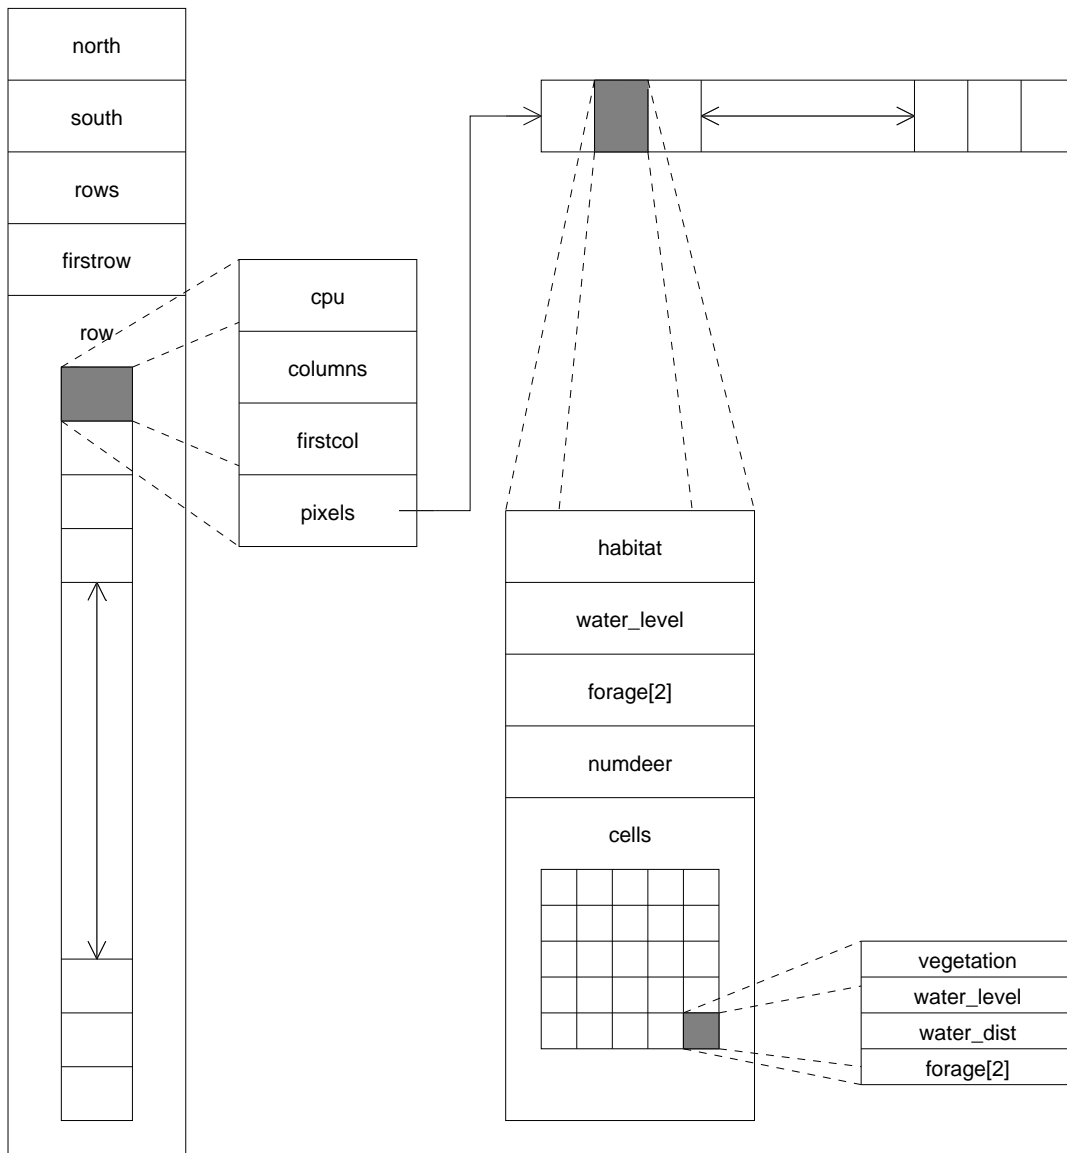 north
south
rows
firstrow
row
cpu
columns
firstcol
pixels
habitat
water_level
forage[2]
numdeer
cells
vegetation
water_level
water_dist
forage[2]